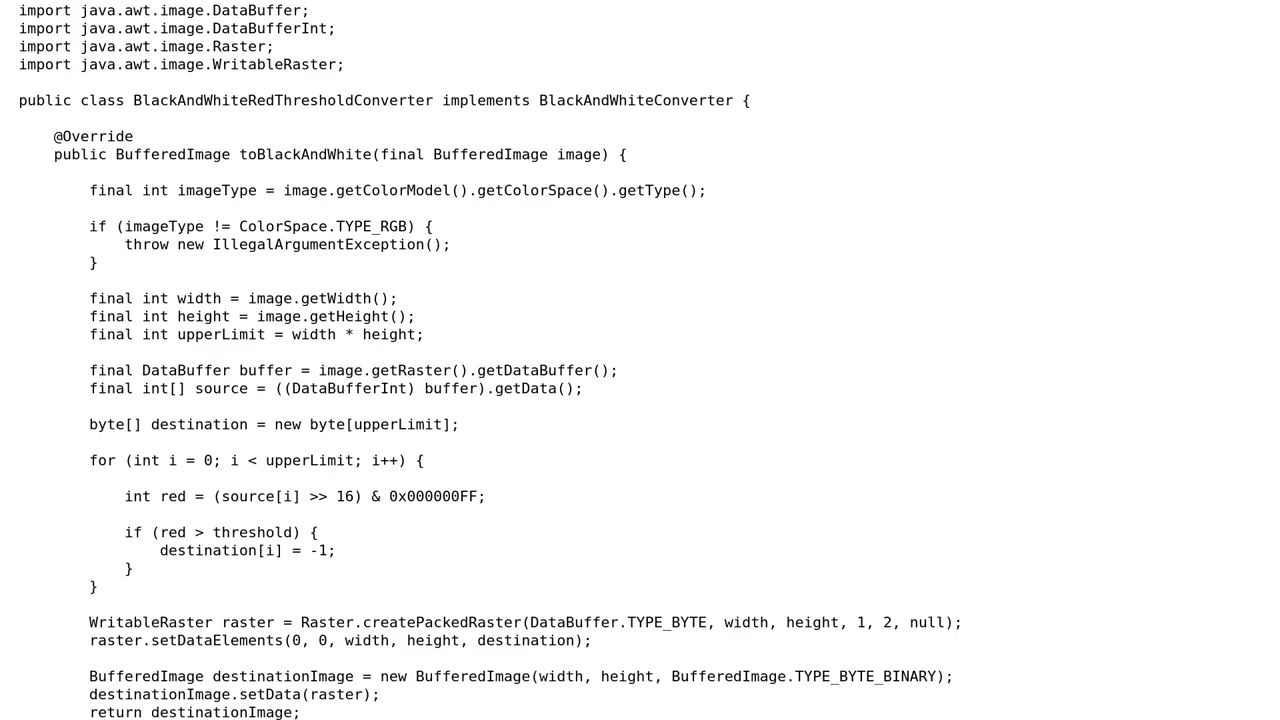 import java.awt.image.DataBuffer;
import java.awt.image.DataBufferInt;
import java.awt.image.Raster;
import java.awt.image.WritableRaster;

public class BlackAndWhiteRedThresholdConverter implements BlackAndWhiteConverter {

    @Override
    public BufferedImage toBlackAndWhite(final BufferedImage image) {

        final int imageType = image.getColorModel().getColorSpace().getType();

        if (imageType != ColorSpace.TYPE_RGB) {
            throw new IllegalArgumentException();
        }

        final int width = image.getWidth();
        final int height = image.getHeight();
        final int upperLimit = width * height;

        final DataBuffer buffer = image.getRaster().getDataBuffer();
        final int[] source = ((DataBufferInt) buffer).getData();

        byte[] destination = new byte[upperLimit];

        for (int i = 0; i < upperLimit; i++) {

            int red = (source[i] >> 16) & 0x000000FF;

            if (red > threshold) {
                destination[i] = -1;
            }
        }

        WritableRaster raster = Raster.createPackedRaster(DataBuffer.TYPE_BYTE, width, height, 1, 2, null);
        raster.setDataElements(0, 0, width, height, destination);

        BufferedImage destinationImage = new BufferedImage(width, height, BufferedImage.TYPE_BYTE_BINARY);
        destinationImage.setData(raster);
        return destinationImage;